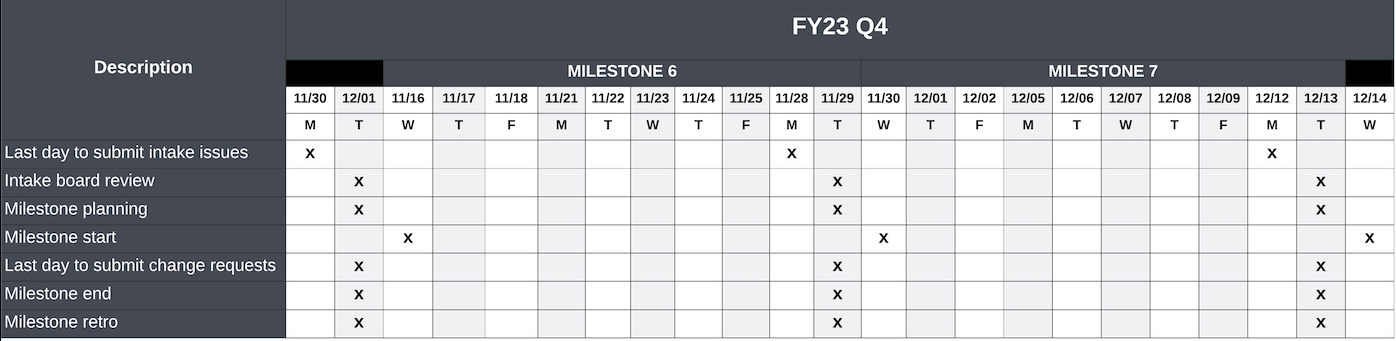 FY23 Q4
Description
MILESTONE 6 MILESTONE 7
11/30 12/01 11/16 11/17 11/18 11/21 11/22 11/23 11/24 11/25 11/28 11/29 11/30 12/01 12/02 12/05 12/06 12/07 12/08 12/09 12/12 12/13 12/14
M T W T F M T W T F M T W T F M T W T F M T W
Last day to submit intake issues X X X
Intake board review X X X
Milestone planning X X X
Milestone start X X X
Last day to submit change requests X X X
Milestone end X X X
Milestone retro X X X